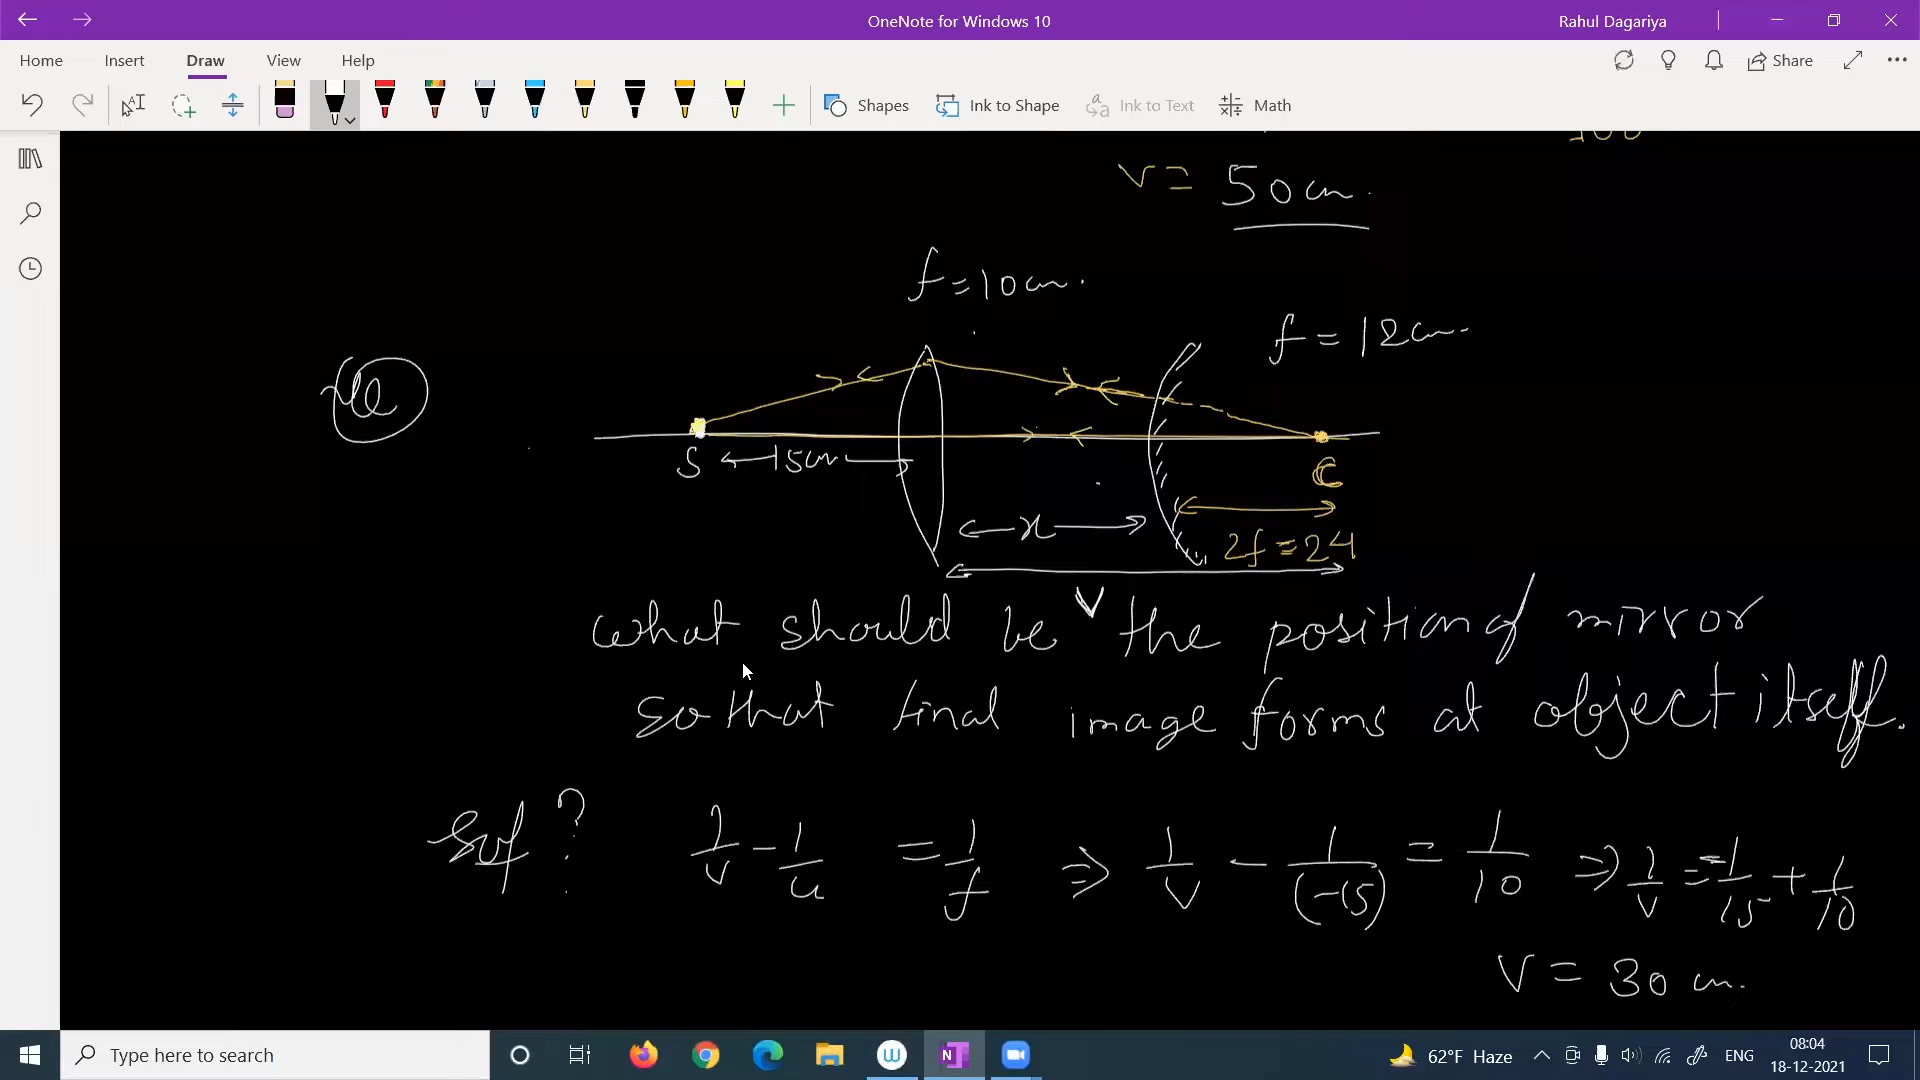 OneNote for Windows 10
Rahul Dagariya
Home Insert Draw View Help
Share
Shapes Ink to Shape Ink to Text Math
100
v = 50 cm.
f = 10 cm.
f = 12 cm.
S 15 cm
C
x
2f = 24
V
what should be the position of mirror
so that final image forms at object itself.
Sol ? 1/v - 1/u = 1/f ⇒ 1/v - 1/(-15) = 1/10 ⇒ 1/v = -1/15 + 1/10
V = 30 cm.
Type here to search
62°F Haze
ENG
08:04
18-12-2021